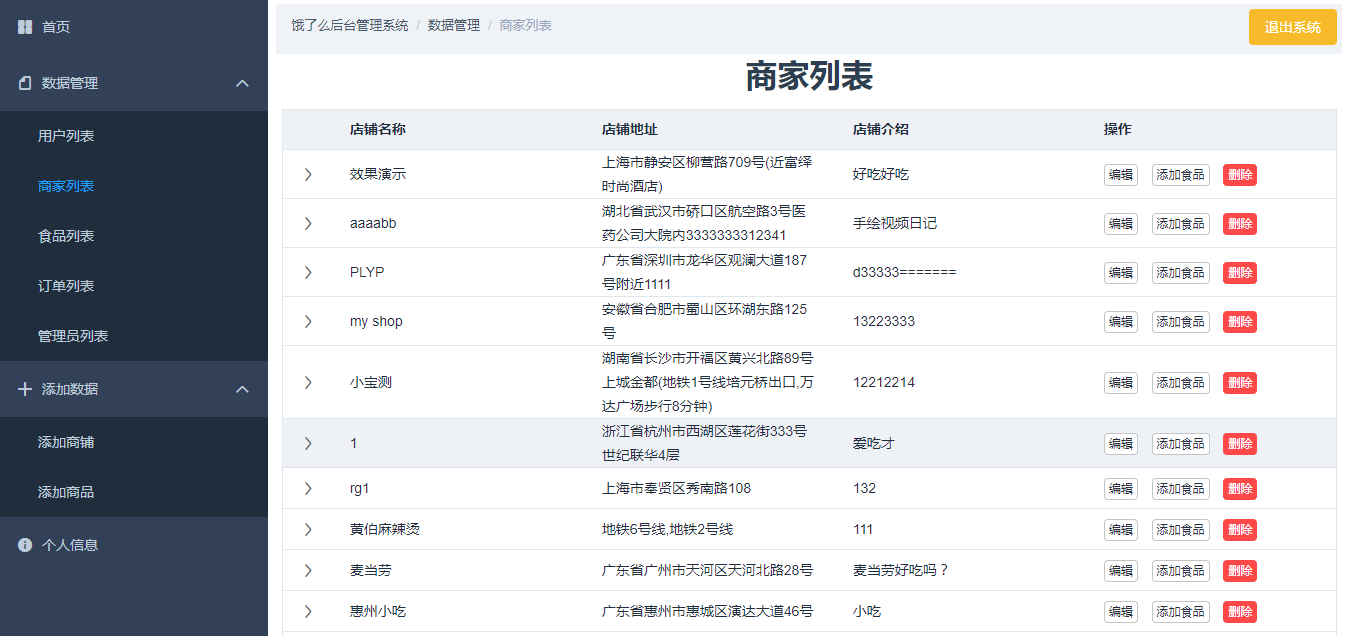 首页
数据管理
用户列表
商家列表
食品列表
订单列表
管理员列表
添加数据
添加商铺
添加商品
个人信息
饿了么后台管理系统 / 数据管理 / 商家列表
退出系统
商家列表
店铺名称 店铺地址 店铺介绍 操作
效果演示 上海市静安区柳营路709号(近富绎 好吃好吃 编辑 添加食品 删除
时尚酒店)
aaaabb 湖北省武汉市硚口区航空路3号医 手绘视频日记 编辑 添加食品 删除
药公司大院内3333333312341
PLYP 广东省深圳市龙华区观澜大道187 d33333======= 编辑 添加食品 删除
号附近1111
my shop 安徽省合肥市蜀山区环湖东路125 13223333 编辑 添加食品 删除
号
小宝测 湖南省长沙市开福区黄兴北路89号 12212214 编辑 添加食品 删除
上城金都(地铁1号线培元桥出口,万
达广场步行8分钟)
1 浙江省杭州市西湖区莲花街333号 爱吃才 编辑 添加食品 删除
世纪联华4层
rg1 上海市奉贤区秀南路108 132 编辑 添加食品 删除
黄伯麻辣烫 地铁6号线,地铁2号线 111 编辑 添加食品 删除
麦当劳 广东省广州市天河区天河北路28号 麦当劳好吃吗？ 编辑 添加食品 删除
惠州小吃 广东省惠州市惠城区演达大道46号 小吃 编辑 添加食品 删除